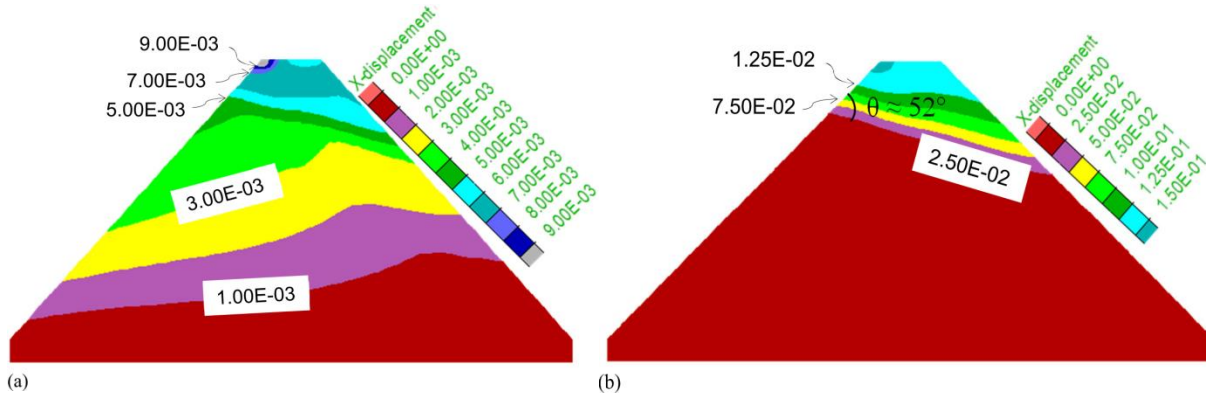 9.00E-03
7.00E-03
5.00E-03
3.00E-03
1.00E-03
X-displacement
0.00E+00
1.00E-03
2.00E-03
3.00E-03
4.00E-03
5.00E-03
6.00E-03
7.00E-03
8.00E-03
9.00E-03
(a)
1.25E-02
7.50E-02
θ ≈ 52°
2.50E-02
X-displacement
0.00E+00
2.50E-02
5.00E-02
7.50E-02
1.00E-01
1.25E-01
1.50E-01
(b)